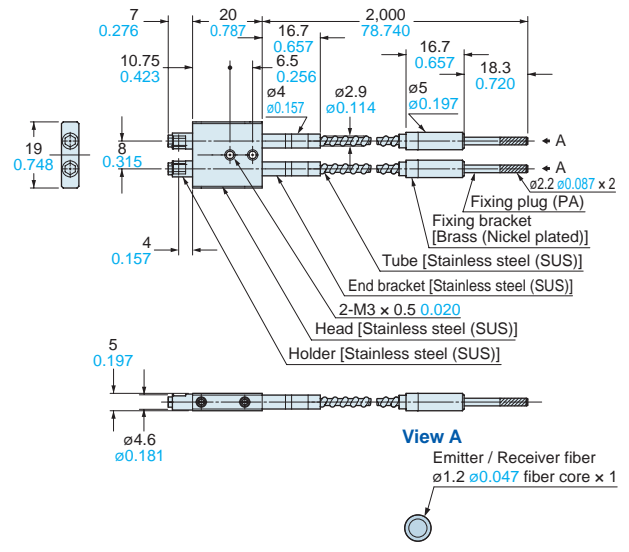 7
0.276
20
0.787
2,000
78.740
16.7
0.657
16.7
0.657
18.3
0.720
10.75
0.423
6.5
0.256
ø4
ø0.157
ø2.9
ø0.114
ø5
ø0.197
19
0.748
8
0.315
A
A
ø2.2 ø0.087 x 2
Fixing plug (PA)
Fixing bracket
[Brass (Nickel plated)]
4
0.157
Tube [Stainless steel (SUS)]
End bracket [Stainless steel (SUS)]
2-M3 × 0.5 0.020
Head [Stainless steel (SUS)]
Holder [Stainless steel (SUS)]
5
0.197
ø4.6
ø0.181
View A
Emitter / Receiver fiber
ø1.2 ø0.047 fiber core × 1